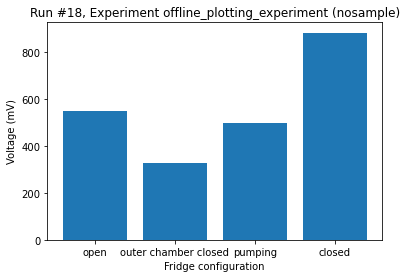 Run #18, Experiment offline_plotting_experiment (nosample)
Voltage (mV)
800
600
400
200
0
open
outer chamber closed
pumping
closed
Fridge configuration